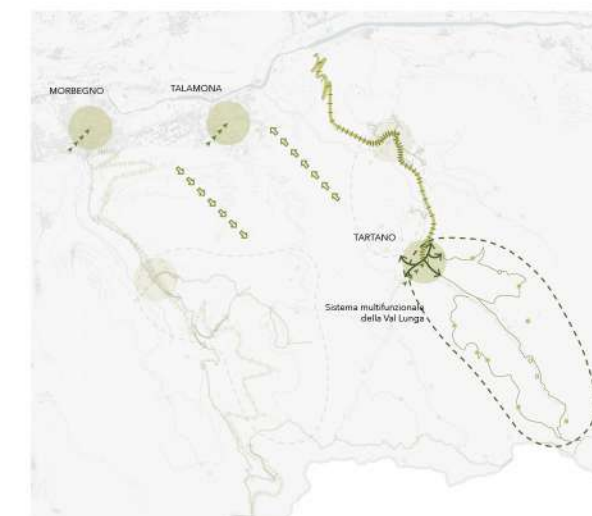 MORBEGNO
TALAMONA
TARTANO
Sistema multifunzionale
della Val Lunga